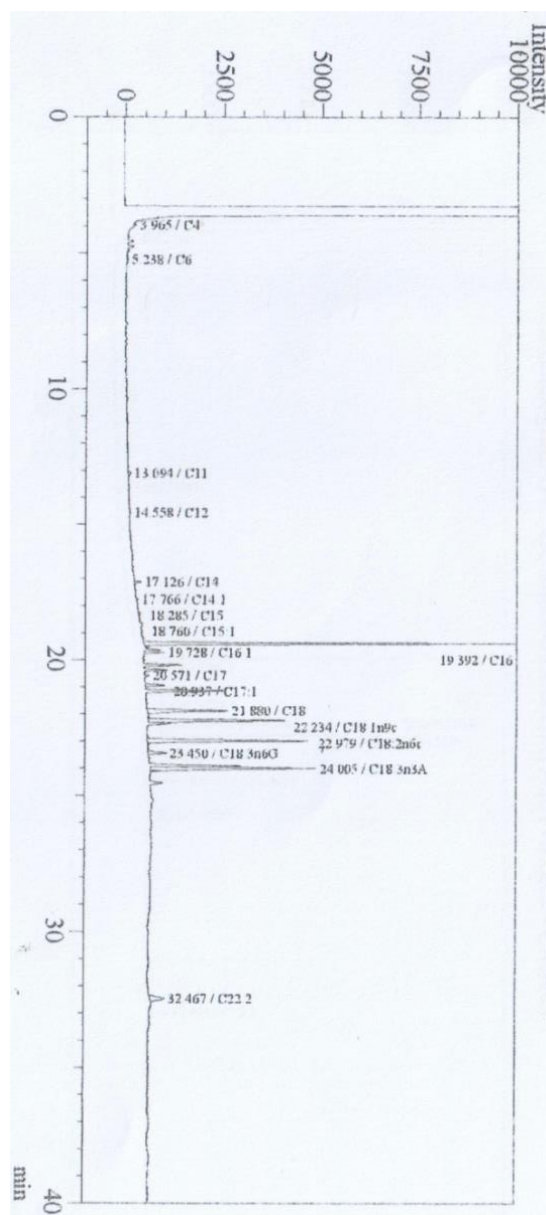 Intensity
10000
7500
5000
2500
0
0
3 965 / C4
5 238 / C6
10
13 094 / C11
14 558 / C12
17 126 / C14
17 766 / C14 1
18 285 / C15
18 760 / C15 1
19 392 / C16
19 728 / C16 1
20
20 571 / C17
20 937 / C17:1
21 880 / C18
22 234 / C18 1n9c
22 979 / C18:2n6c
23 450 / C18 3n6G
24 005 / C18 3n3A
30
32 467 / C22 2
40
min